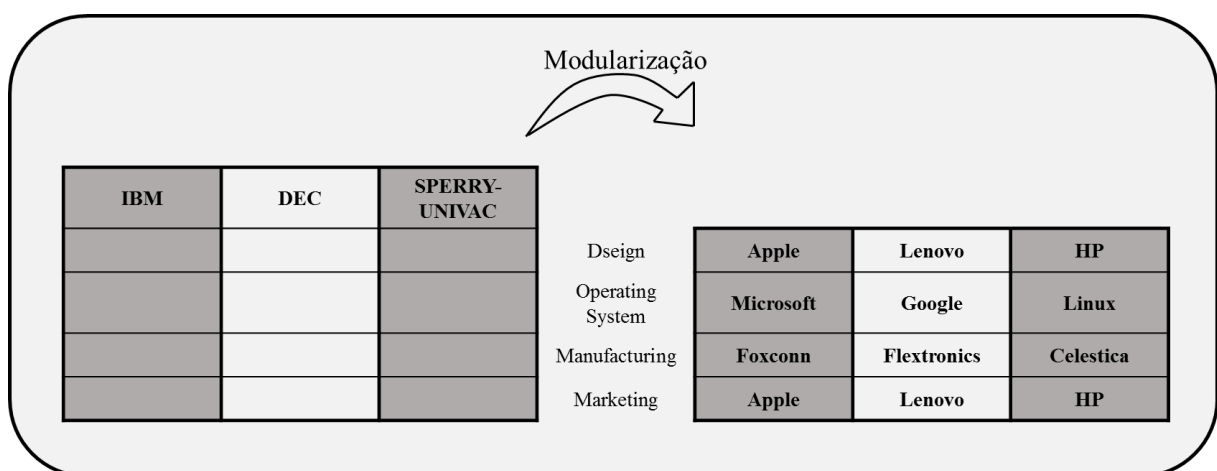 Modularização
IBM DEC SPERRY-
UNIVAC
Dseign Apple Lenovo HP
Operating
System Microsoft Google Linux
Manufacturing Foxconn Flextronics Celestica
Marketing Apple Lenovo HP